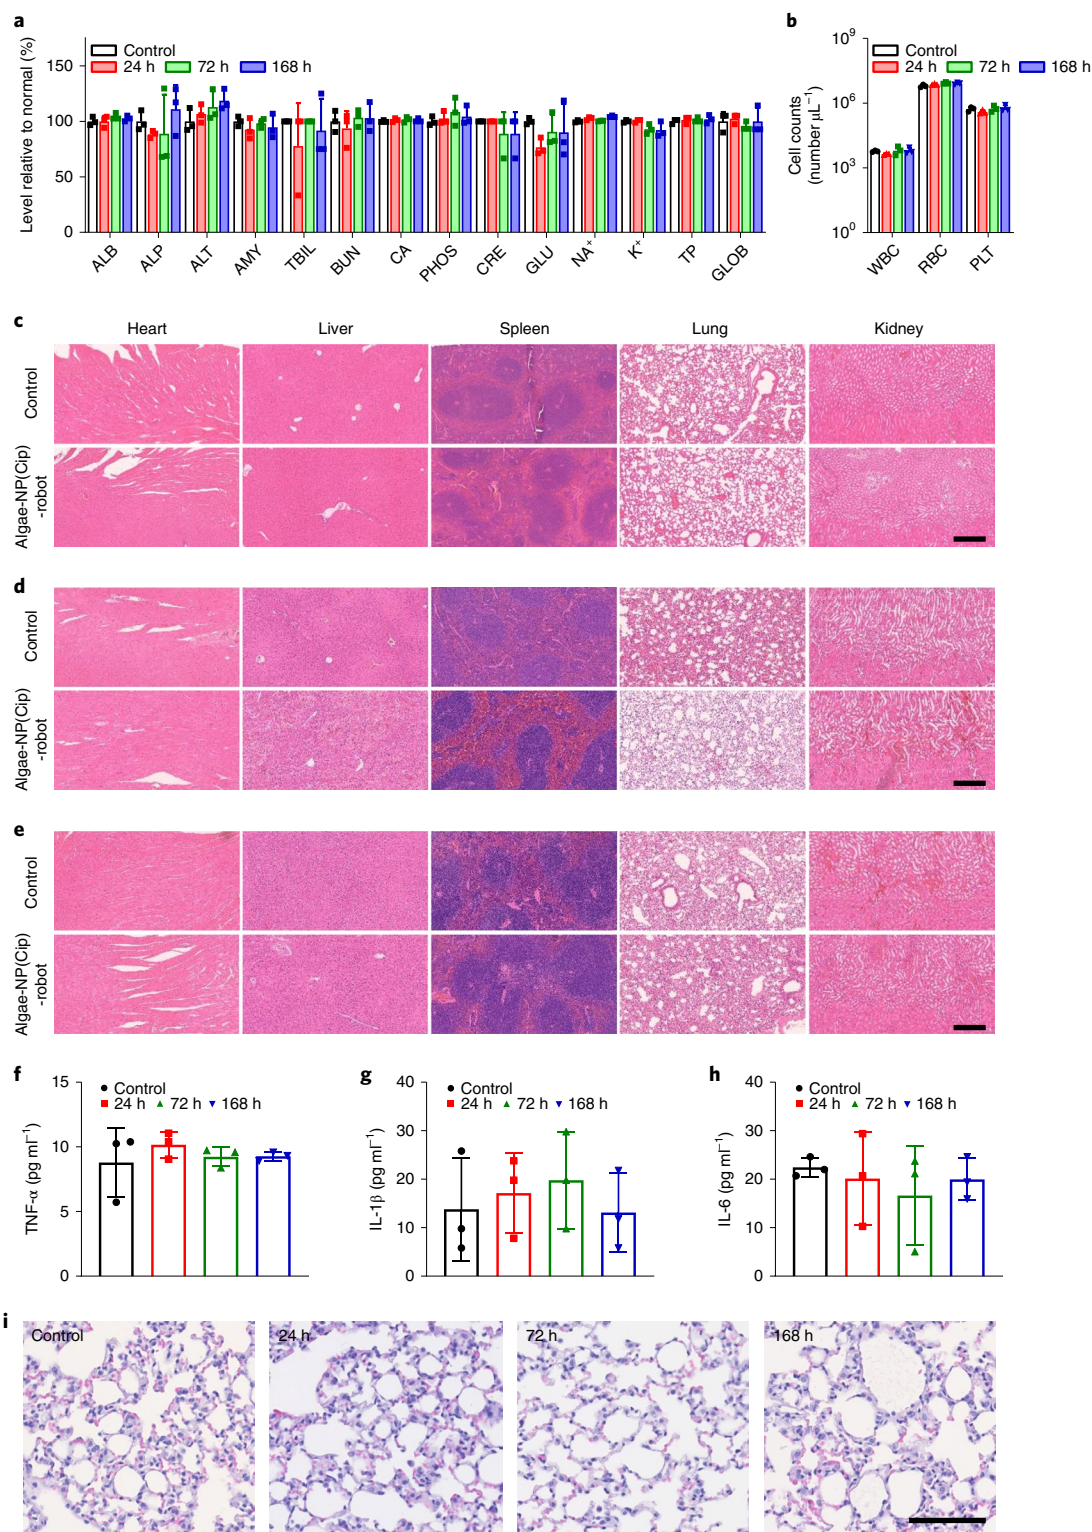 a
Level relative to normal (%)
150
100
50
0
Control
24 h 72 h 168 h
ALB ALP ALT AMY TBIL BUN CA PHOS CRE GLU NA⁺ K⁺ TP GLOB
b
Cell counts
(number μL⁻¹)
10⁹
10⁶
10³
10⁰
Control
24 h 72 h 168 h
WBC RBC PLT
c
Heart Liver Spleen Lung Kidney
Control
Algae-NP(Cip)
-robot
d
Control
Algae-NP(Cip)
-robot
e
Control
Algae-NP(Cip)
-robot
f
TNF-α (pg ml⁻¹)
15
10
5
0
Control
24 h 72 h 168 h
g
IL-1β (pg ml⁻¹)
40
30
20
10
0
Control
24 h 72 h 168 h
h
IL-6 (pg ml⁻¹)
40
30
20
10
0
Control
24 h 72 h 168 h
i
Control 24 h 72 h 168 h